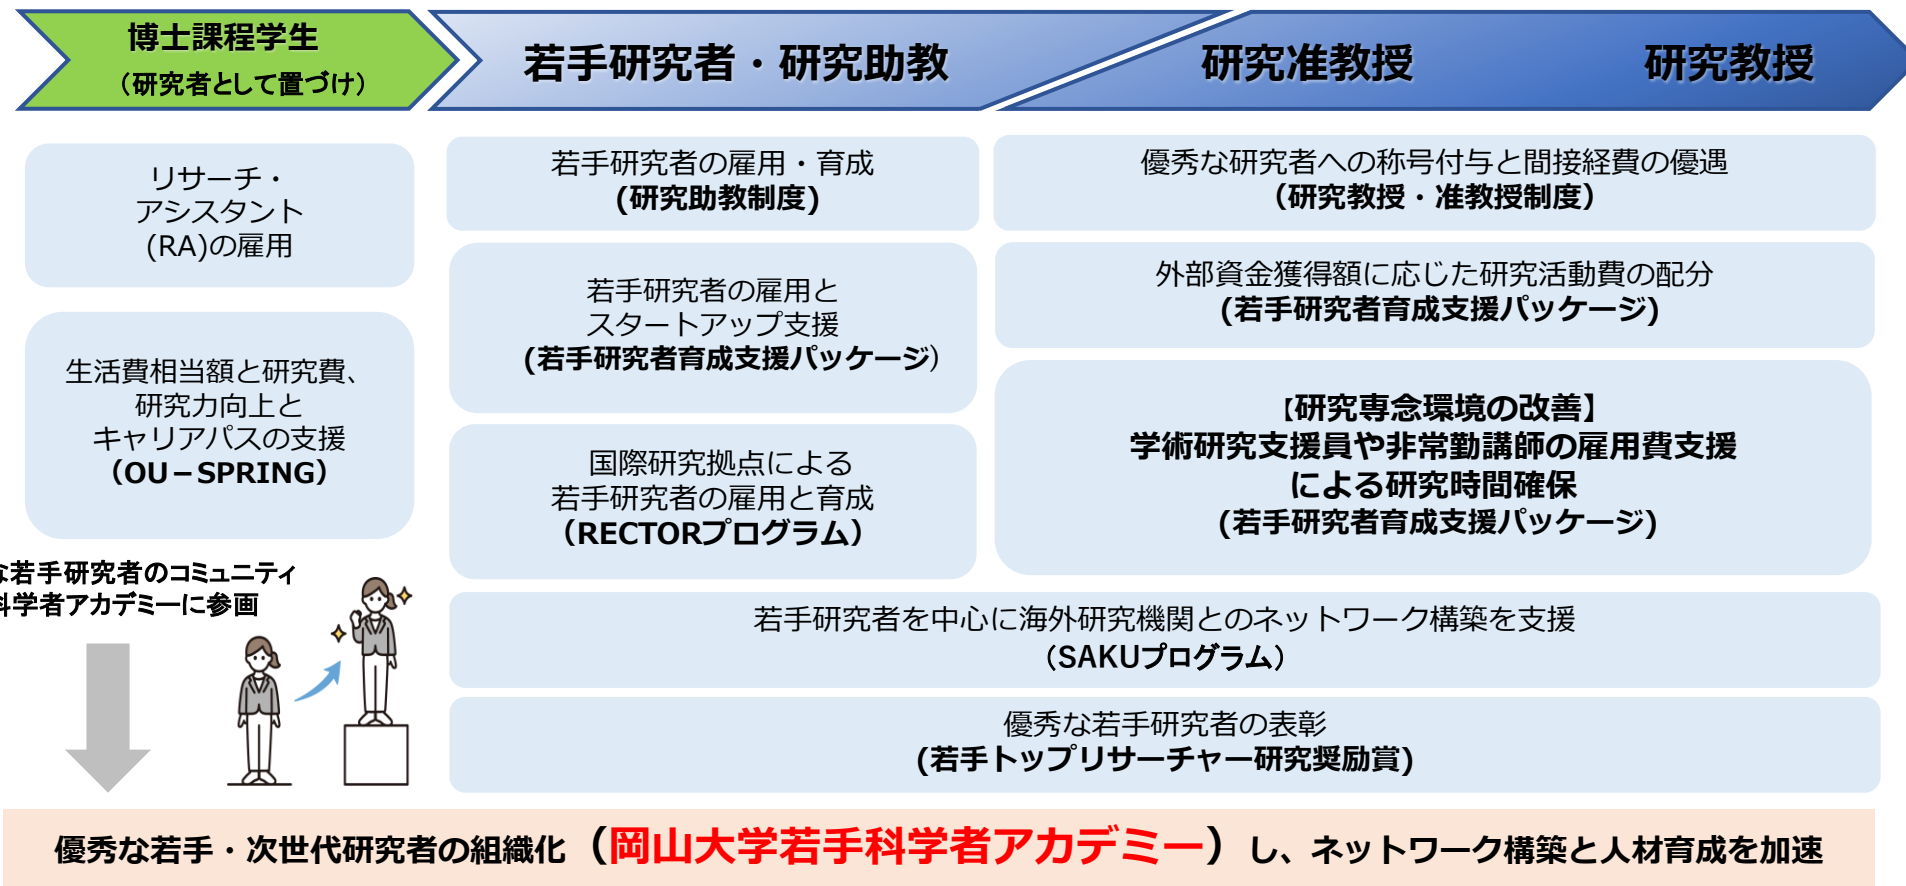 博士課程学生
（研究者として置づけ）
若手研究者・研究助教
研究准教授
研究教授
リサーチ・
アシスタント
(RA)の雇用
生活費相当額と研究費、
研究力向上と
キャリアパスの支援
（OU－SPRING）
若手研究者の雇用・育成
(研究助教制度)
若手研究者の雇用と
スタートアップ支援
(若手研究者育成支援パッケージ）
国際研究拠点による
若手研究者の雇用と育成
（RECTORプログラム）
優秀な研究者への称号付与と間接経費の優遇
（研究教授・准教授制度）
外部資金獲得額に応じた研究活動費の配分
(若手研究者育成支援パッケージ)
【研究専念環境の改善】
学術研究支援員や非常勤講師の雇用費支援
による研究時間確保
(若手研究者育成支援パッケージ)
な若手研究者のコミュニティ
科学者アカデミーに参画
若手研究者を中心に海外研究機関とのネットワーク構築を支援
（SAKUプログラム）
優秀な若手研究者の表彰
(若手トップリサーチャー研究奨励賞)
優秀な若手・次世代研究者の組織化（岡山大学若手科学者アカデミー）し、ネットワーク構築と人材育成を加速